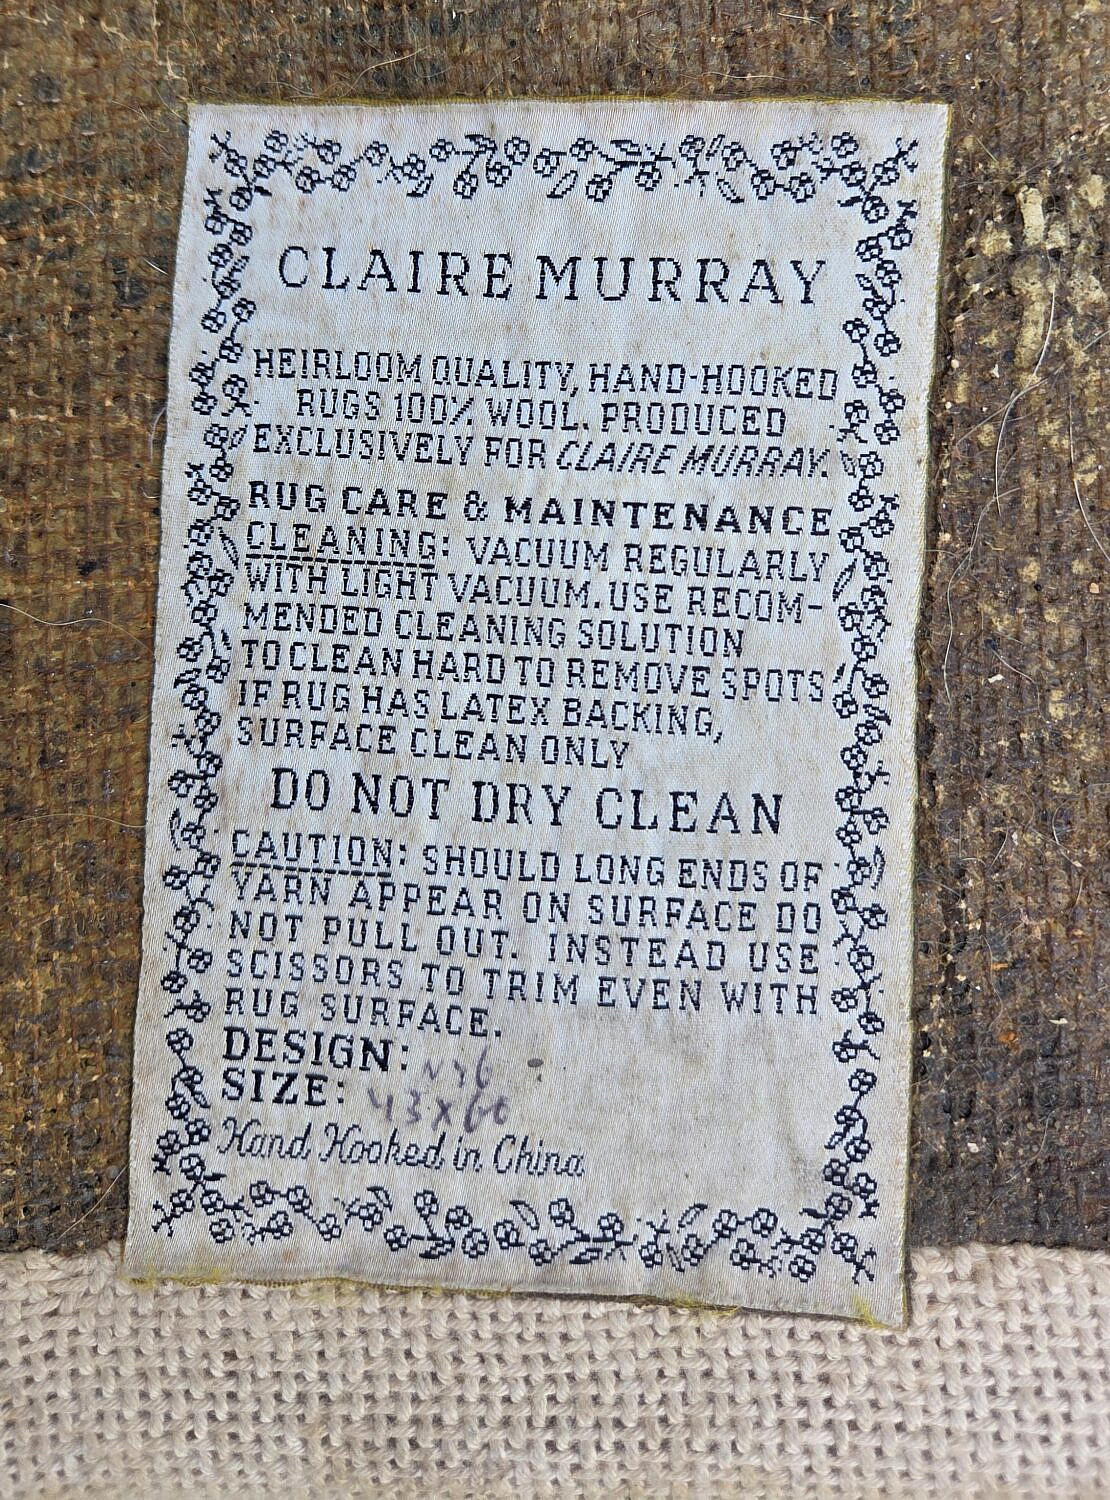 CLAIRE MURRAY
HEIRLOOM QUALITY, HAND-HOOKED
RUGS 100% WOOL. PRODUCED
EXCLUSIVELY FOR CLAIRE MURRAY.
RUG CARE & MAINTENANCE
CLEANING: VACUUM REGULARLY
WITH LIGHT VACUUM. USE RECOM-
MENDED CLEANING SOLUTION
TO CLEAN HARD TO REMOVE SPOTS
IF RUG HAS LATEX BACKING,
SURFACE CLEAN ONLY
DO NOT DRY CLEAN
CAUTION: SHOULD LONG ENDS OF
YARN APPEAR ON SURFACE DO
NOT PULL OUT. INSTEAD USE
SCISSORS TO TRIM EVEN WITH
RUG SURFACE.
DESIGN:
SIZE:
Hand Hooked in China